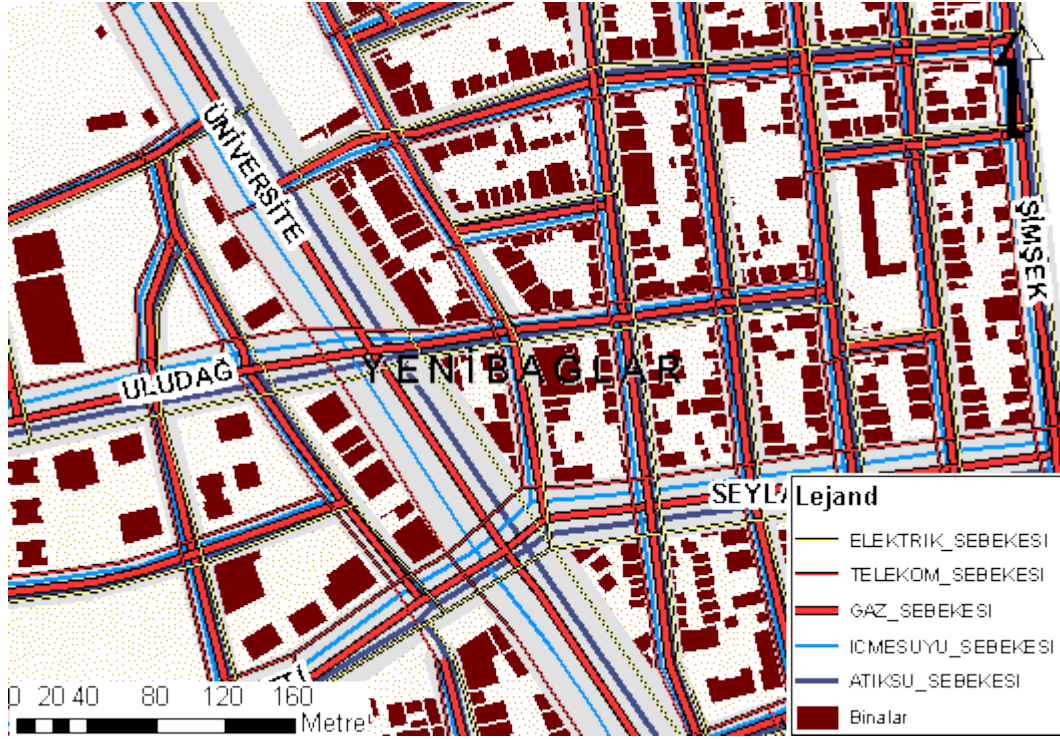 ÜNİVERSİTE
ŞİMŞEK
ULUDAĞ
YENİBAĞLAR
SEYL
Lejand
ELEKTRIK_SEBEKESI
TELEKOM_SEBEKESI
GAZ_SEBEKESI
ICMESUYU_SEBEKESI
ATIKSU_SEBEKESI
Binalar
0 20 40 80 120 160
Metre